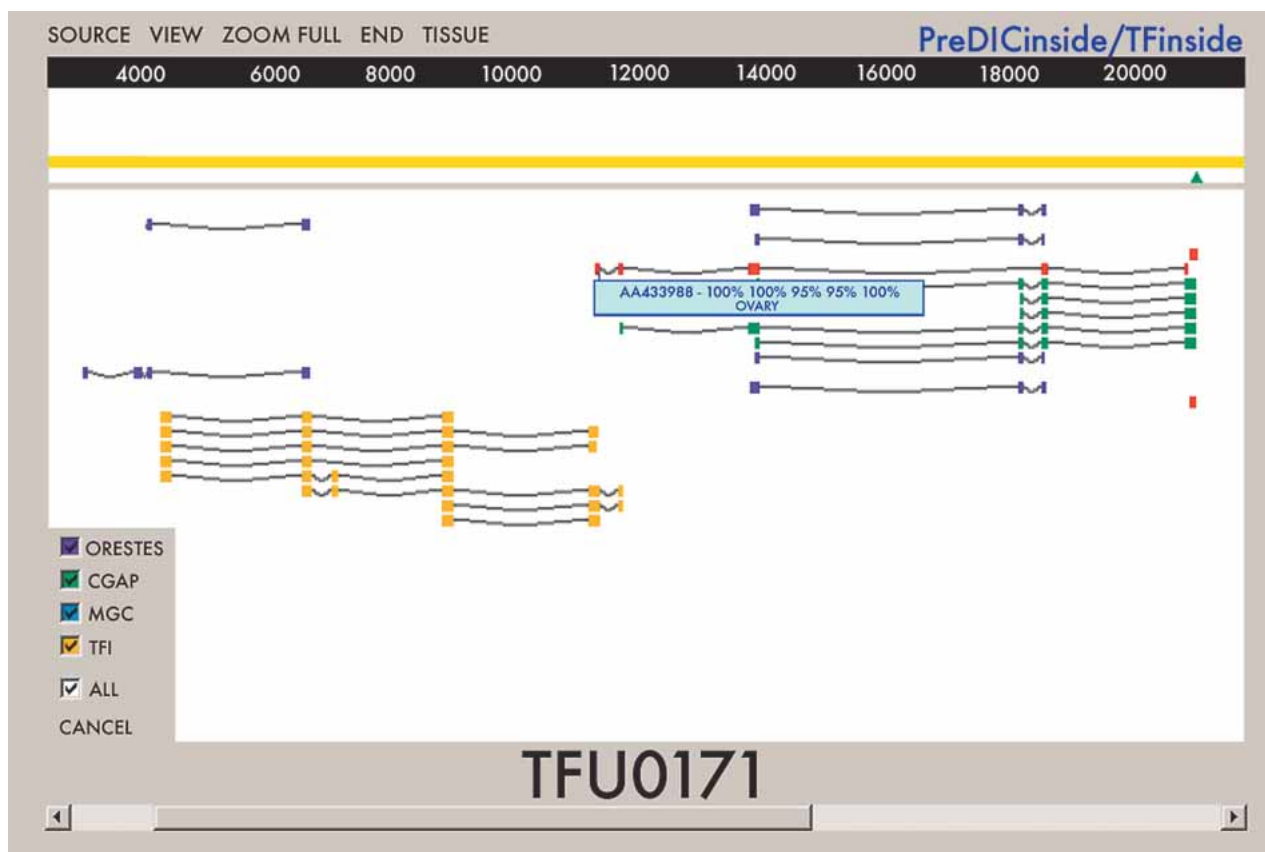 SOURCE VIEW ZOOM FULL END TISSUE
PreDICinside/TFinside
4000 6000 8000 10000 12000 14000 16000 18000 20000
AA433988 - 100% 100% 95% 95% 100%
OVARY
ORESTES
CGAP
MGC
TFI
ALL
CANCEL
TFU0171